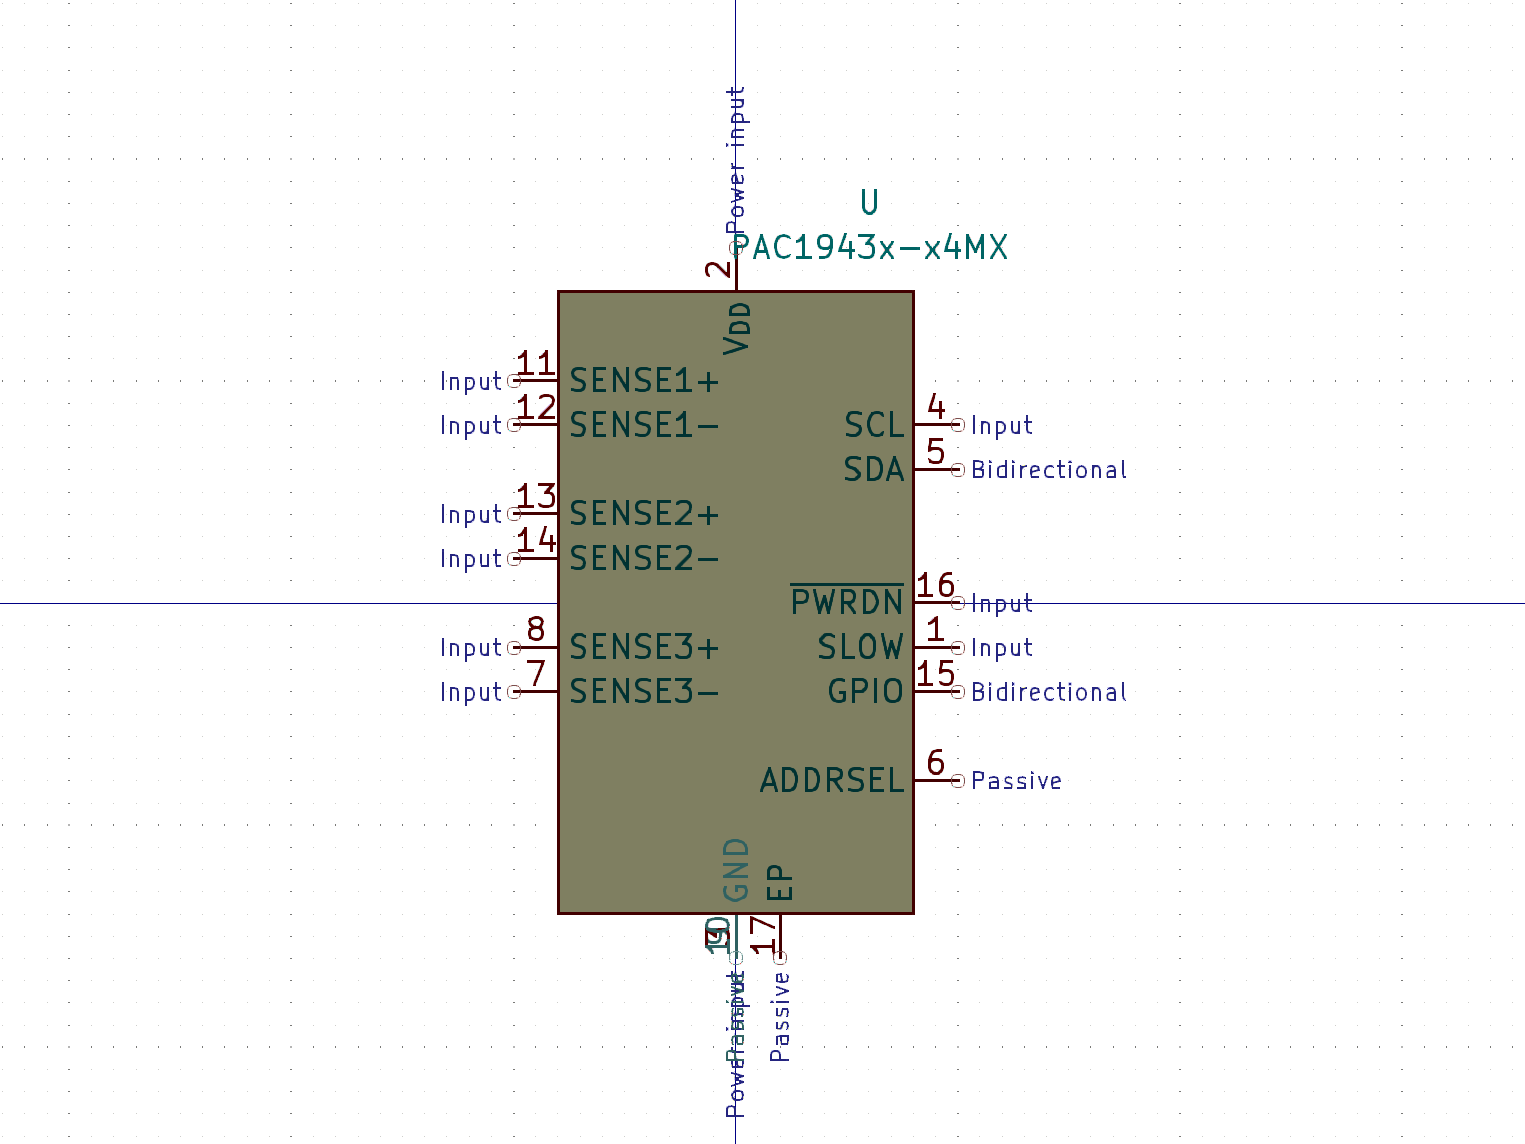 Power input
U
PAC1943x-x4MX
2
VDD
Input 11 SENSE1+
Input 12 SENSE1-
SCL 4 Input
SDA 5 Bidirectional
Input 13 SENSE2+
Input 14 SENSE2-
PWRDN 16 Input
Input 8 SENSE3+
SLOW 1 Input
Input 7 SENSE3-
GPIO 15 Bidirectional
ADDRSEL 6 Passive
GND
EP
10
17
Power input
Passive
Passive